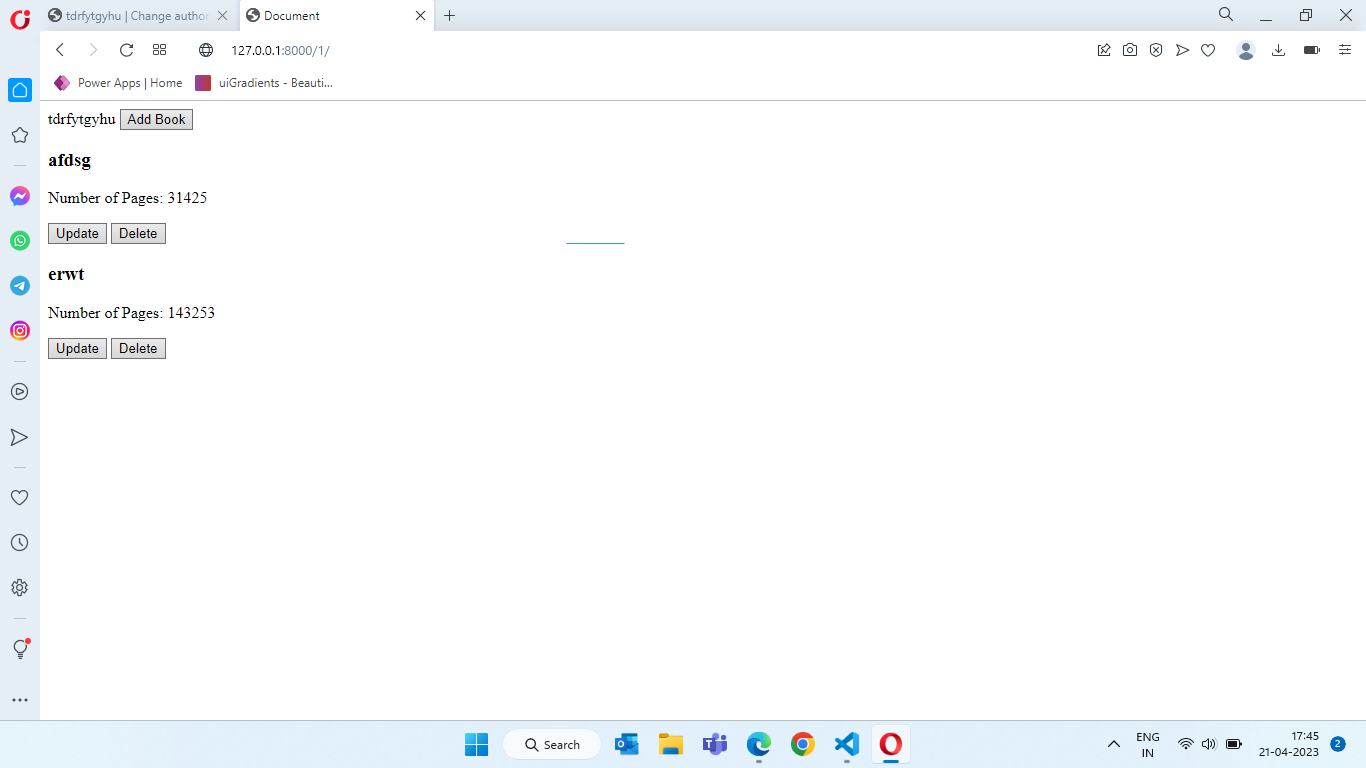 tdrfytgyhu | Change author
Document
127.0.0.1:8000/1/
Power Apps | Home
uiGradients - Beauti...
tdrfytgyhu Add Book
afdsg
Number of Pages: 31425
Update Delete
erwt
Number of Pages: 143253
Update Delete
Search
ENG
IN
17:45
21-04-2023
2